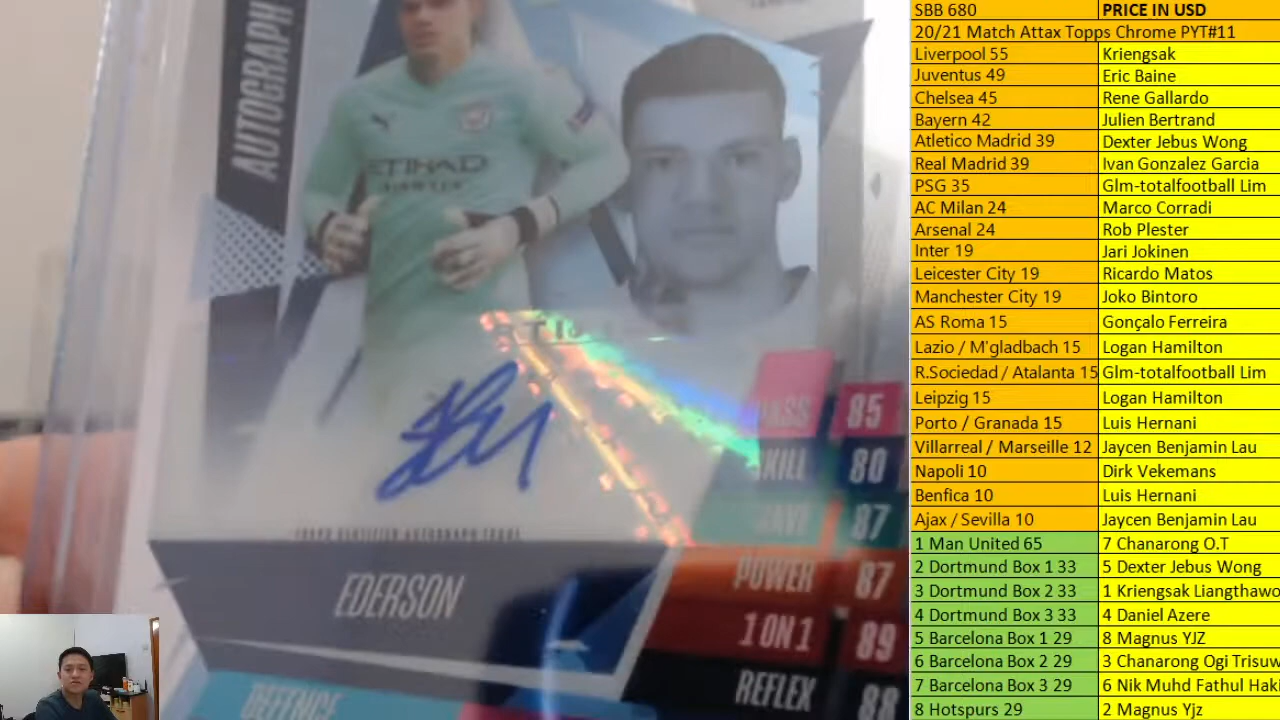 AUTOGRAPH
ETIHAD
AIRWAYS
85
KILL 80
87
TOPPS CERTIFIED AUTOGRAPH ISSUE
EDERSON
POWER 87
1 ON 1 89
REFLEX 88
DEFENCE
SBB 680 PRICE IN USD
20/21 Match Attax Topps Chrome PYT#11
Liverpool 55 Kriengsak
Juventus 49 Eric Baine
Chelsea 45 Rene Gallardo
Bayern 42 Julien Bertrand
Atletico Madrid 39 Dexter Jebus Wong
Real Madrid 39 Ivan Gonzalez Garcia
PSG 35 Glm-totalfootball Lim
AC Milan 24 Marco Corradi
Arsenal 24 Rob Plester
Inter 19 Jari Jokinen
Leicester City 19 Ricardo Matos
Manchester City 19 Joko Bintoro
AS Roma 15 Gonçalo Ferreira
Lazio / M'gladbach 15 Logan Hamilton
R.Sociedad / Atalanta 15 Glm-totalfootball Lim
Leipzig 15 Logan Hamilton
Porto / Granada 15 Luis Hernani
Villarreal / Marseille 12 Jaycen Benjamin Lau
Napoli 10 Dirk Vekemans
Benfica 10 Luis Hernani
Ajax / Sevilla 10 Jaycen Benjamin Lau
1 Man United 65 7 Chanarong O.T
2 Dortmund Box 1 33 5 Dexter Jebus Wong
3 Dortmund Box 2 33 1 Kriengsak Liangthawo
4 Dortmund Box 3 33 4 Daniel Azere
5 Barcelona Box 1 29 8 Magnus YJZ
6 Barcelona Box 2 29 3 Chanarong Ogi Trisuw
7 Barcelona Box 3 29 6 Nik Muhd Fathul Haki
8 Hotspurs 29 2 Magnus Yjz